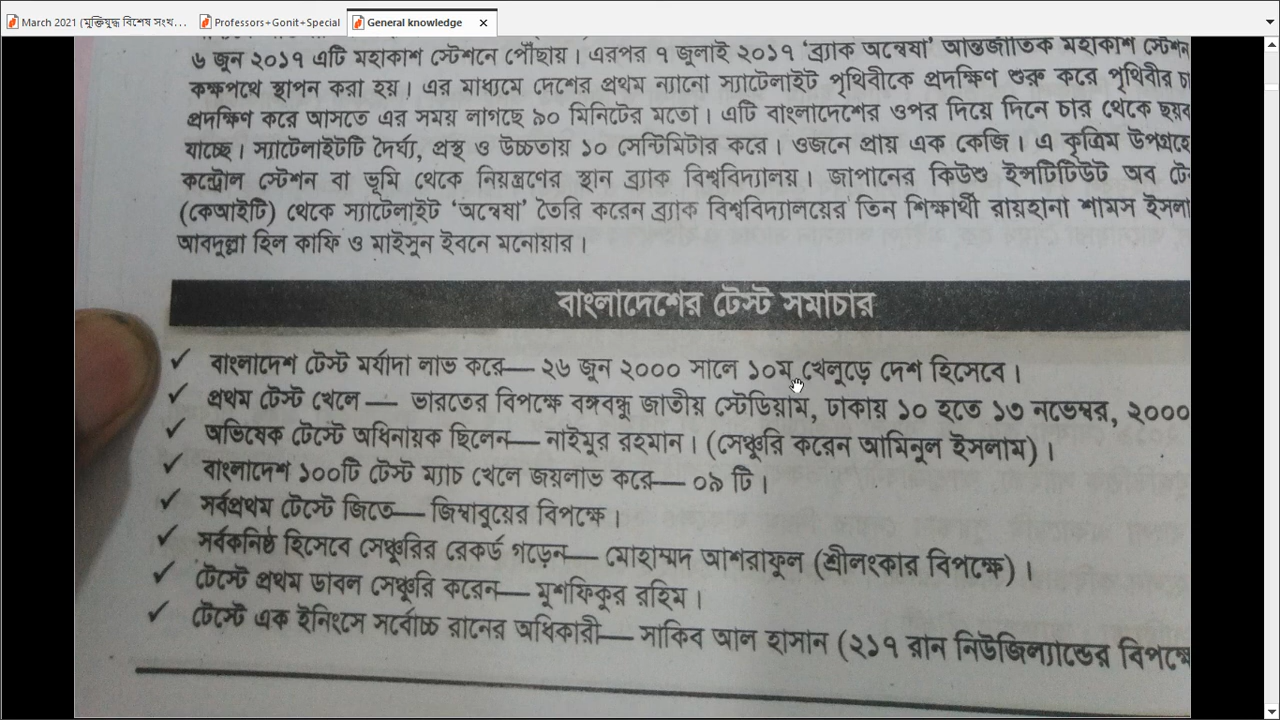 March 2021 (মুক্তিযুদ্ধ বিশেষ সংখ...
Professors+Gonit+Special
General knowledge
৬ জুন ২০১৭ এটি মহাকাশ স্টেশনে পৌঁছায়। এরপর ৭ জুলাই ২০১৭ ‘ব্র্যাক অন্বেষা’ আন্তর্জাতিক মহাকাশ স্টেশন
কক্ষপথে স্থাপন করা হয়। এর মাধ্যমে দেশের প্রথম ন্যানো স্যাটেলাইট পৃথিবীকে প্রদক্ষিণ শুরু করে পৃথিবীর
প্রদক্ষিণ করে আসতে এর সময় লাগছে ৯০ মিনিটের মতো। এটি বাংলাদেশের ওপর দিয়ে দিনে চার থেকে ছয়ব
যাচ্ছে। স্যাটেলাইটটি দৈর্ঘ্য, প্রস্থ ও উচ্চতায় ১০ সেন্টিমিটার করে। ওজনে প্রায় এক কেজি। এ কৃত্রিম উপগ্রহে
কন্ট্রোল স্টেশন বা ভূমি থেকে নিয়ন্ত্রণের স্থান ব্র্যাক বিশ্ববিদ্যালয়। জাপানের কিউশু ইন্সটিটিউট অব টে
(কেআইটি) থেকে স্যাটেলাইট ‘অন্বেষা’ তৈরি করেন ব্র্যাক বিশ্ববিদ্যালয়ের তিন শিক্ষার্থী রায়হানা শামস ইসলা
আবদুল্লা হিল কাফি ও মাইসুন ইবনে মনোয়ার।
বাংলাদেশের টেস্ট সমাচার
✓ বাংলাদেশ টেস্ট মর্যাদা লাভ করে— ২৬ জুন ২০০০ সালে ১০ম খেলুড়ে দেশ হিসেবে।
✓ প্রথম টেস্ট খেলে — ভারতের বিপক্ষে বঙ্গবন্ধু জাতীয় স্টেডিয়াম, ঢাকায় ১০ হতে ১৩ নভেম্বর, ২০০০
✓ অভিষেক টেস্টে অধিনায়ক ছিলেন— নাইমুর রহমান। (সেঞ্চুরি করেন আমিনুল ইসলাম)।
✓ বাংলাদেশ ১০০টি টেস্ট ম্যাচ খেলে জয়লাভ করে— ০৯ টি।
✓ সর্বপ্রথম টেস্টে জিতে— জিম্বাবুয়ের বিপক্ষে।
✓ সর্বকনিষ্ঠ হিসেবে সেঞ্চুরির রেকর্ড গড়েন— মোহাম্মদ আশরাফুল (শ্রীলংকার বিপক্ষে)।
✓ টেস্টে প্রথম ডাবল সেঞ্চুরি করেন— মুশফিকুর রহিম।
✓ টেস্টে এক ইনিংসে সর্বোচ্চ রানের অধিকারী— সাকিব আল হাসান (২১৭ রান নিউজিল্যান্ডের বিপক্ষে